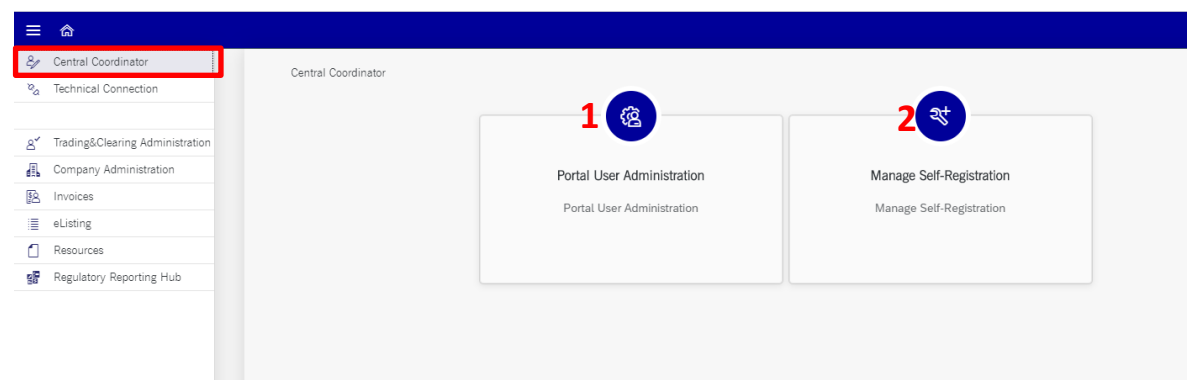 Central Coordinator
Technical Connection
Trading&Clearing Administration
Company Administration
Invoices
eListing
Resources
Regulatory Reporting Hub
Central Coordinator
1
Portal User Administration
Portal User Administration
2
Manage Self-Registration
Manage Self-Registration